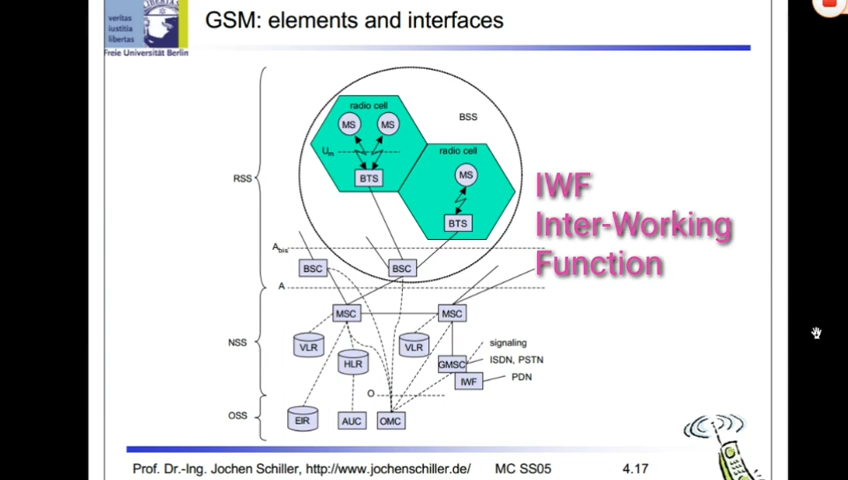 veritas
iustitia
libertas
Freie Universität Berlin
GSM: elements and interfaces
radio cell
MS
MS
BSS
Um
radio cell
RSS
BTS
MS
BTS
IWF
Inter-Working
Function
Abis
BSC
BSC
A
MSC
MSC
NSS
VLR
HLR
VLR
signaling
GMSC
ISDN, PSTN
IWF
PDN
O
OSS
EIR
AUC
OMC
Prof. Dr.-Ing. Jochen Schiller, http://www.jochenschiller.de/
MC SS05
4.17